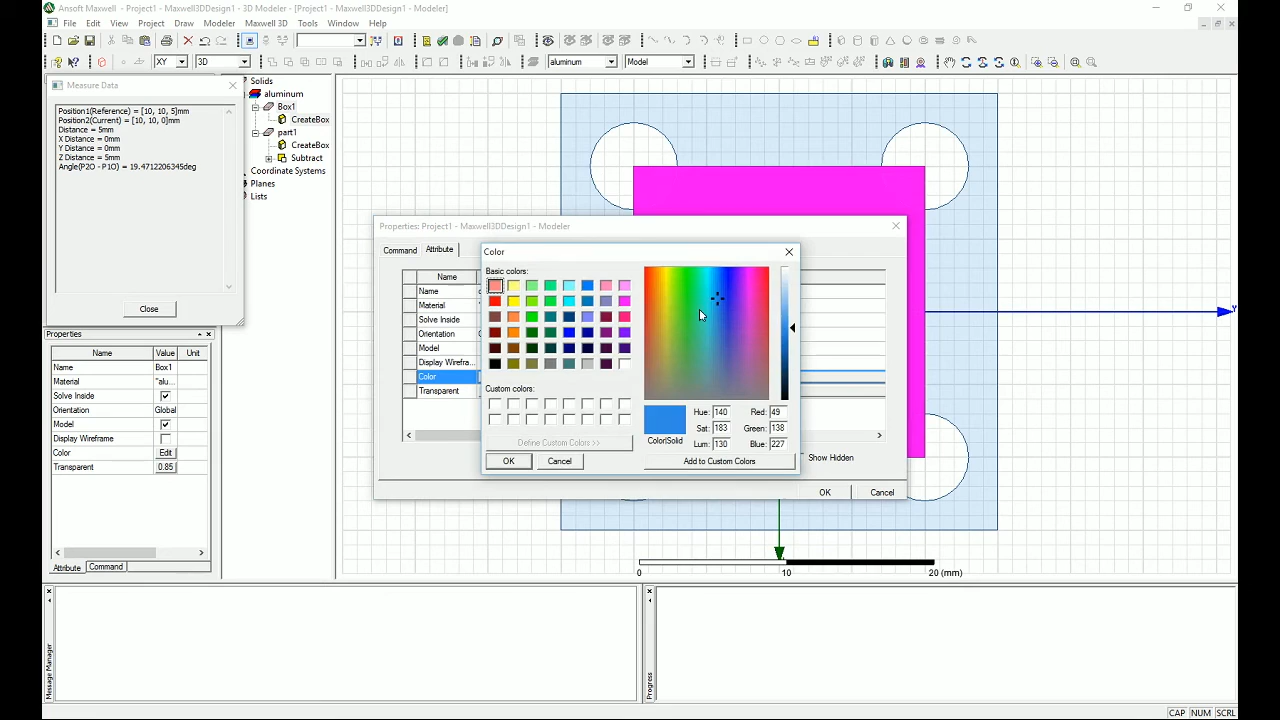 Ansoft Maxwell - Project1 - Maxwell3DDesign1 - 3D Modeler - [Project1 - Maxwell3DDesign1 - Modeler]
File Edit View Project Draw Modeler Maxwell 3D Tools Window Help
XY 3D aluminum Model
Measure Data
Position1(Reference) = [10, 10, 5]mm
Position2(Current) = [10, 10, 0]mm
Distance = 5mm
X Distance = 0mm
Y Distance = 0mm
Z Distance = 5mm
Angle(P2O - P1O) = 19.4712206345deg
Close
Solids
aluminum
Box1
CreateBox
part1
CreateBox
Subtract
Coordinate Systems
Planes
Lists
Properties
Name Value Unit
Name Box1
Material "alu...
Solve Inside
Orientation Global
Model
Display Wireframe
Color Edit
Transparent 0.85
Attribute Command
Properties: Project1 - Maxwell3DDesign1 - Modeler
Command Attribute
Name
Name
Material
Solve Inside
Orientation
Model
Display Wirefra...
Color
Transparent
Show Hidden
OK Cancel
Color
Basic colors:
Custom colors:
Define Custom Colors >>
OK Cancel
Color|Solid
Hue: 140 Red: 49
Sat: 183 Green: 138
Lum: 130 Blue: 227
Add to Custom Colors
Y
0 10 20 (mm)
Message Manager
Progress
CAP NUM SCRL